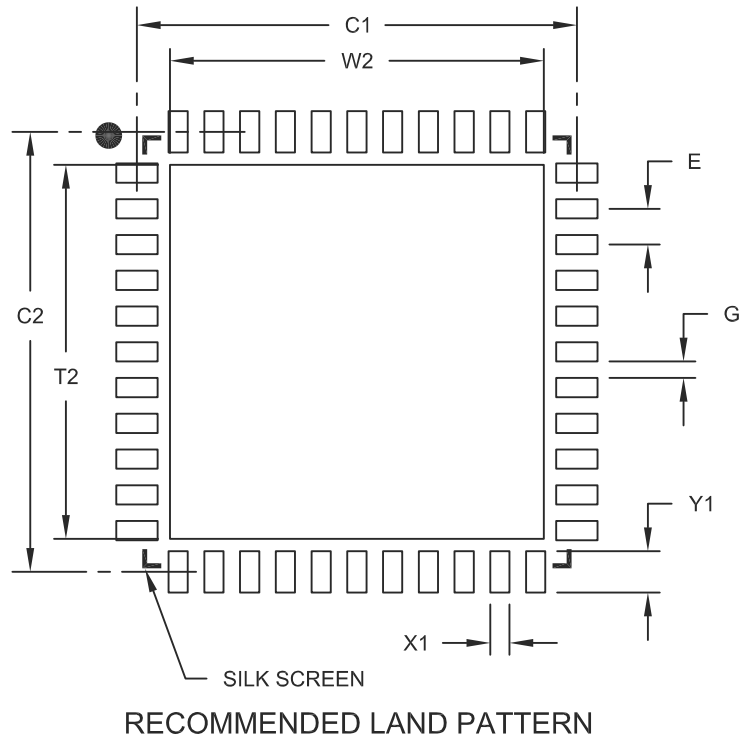 C1
W2
E
C2
G
T2
Y1
X1
SILK SCREEN
RECOMMENDED LAND PATTERN